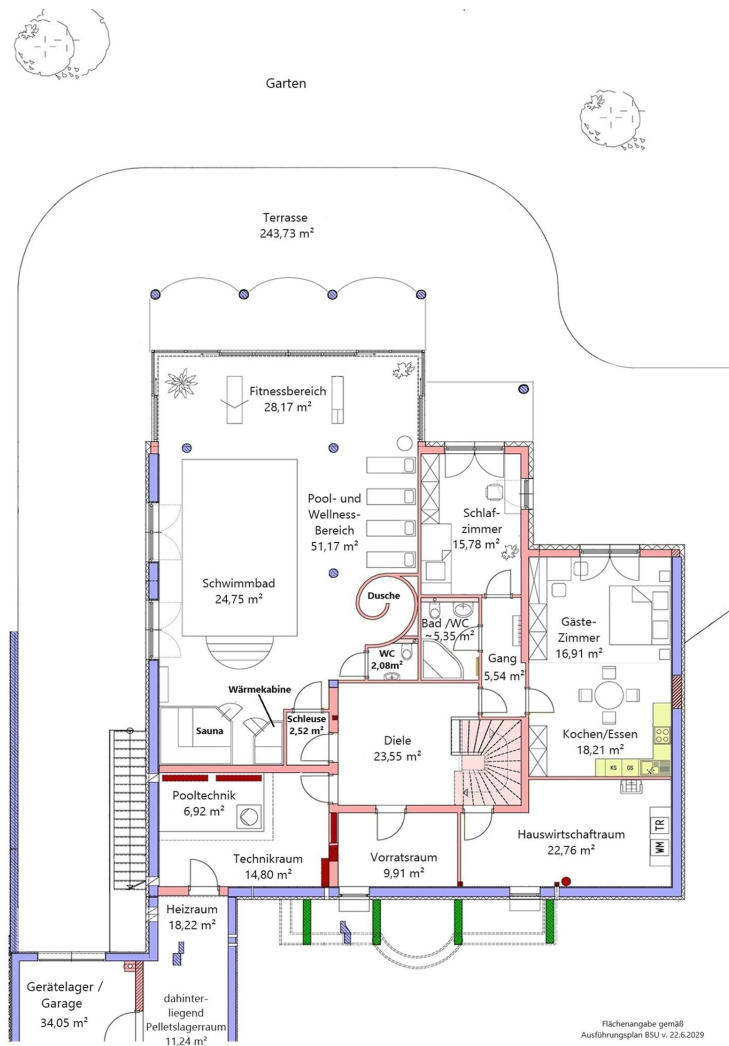 Garten
Terrasse
243,73 m²
Fitnessbereich
28,17 m²
Pool- und
Wellness-
Bereich
51,17 m²
Schlaf-
zimmer
15,78 m²
Schwimmbad
24,75 m²
Dusche
Bad /WC
~5,35 m²
Gäste-
Zimmer
16,91 m²
WC
2,08m²
Gang
5,54 m²
Wärmekabine
Sauna
Schleuse
2,52 m²
Diele
23,55 m²
Kochen/Essen
18,21 m²
KS GS
Pooltechnik
6,92 m²
Hauswirtschaftraum
22,76 m²
WM TR
Technikraum
14,80 m²
Vorratsraum
9,91 m²
Heizraum
18,22 m²
Gerätelager /
Garage
34,05 m²
dahinter-
liegend
Pelletslagerraum
11,24 m²
Flächenangabe gemäß
Ausführungsplan BSU v. 22.6.2029